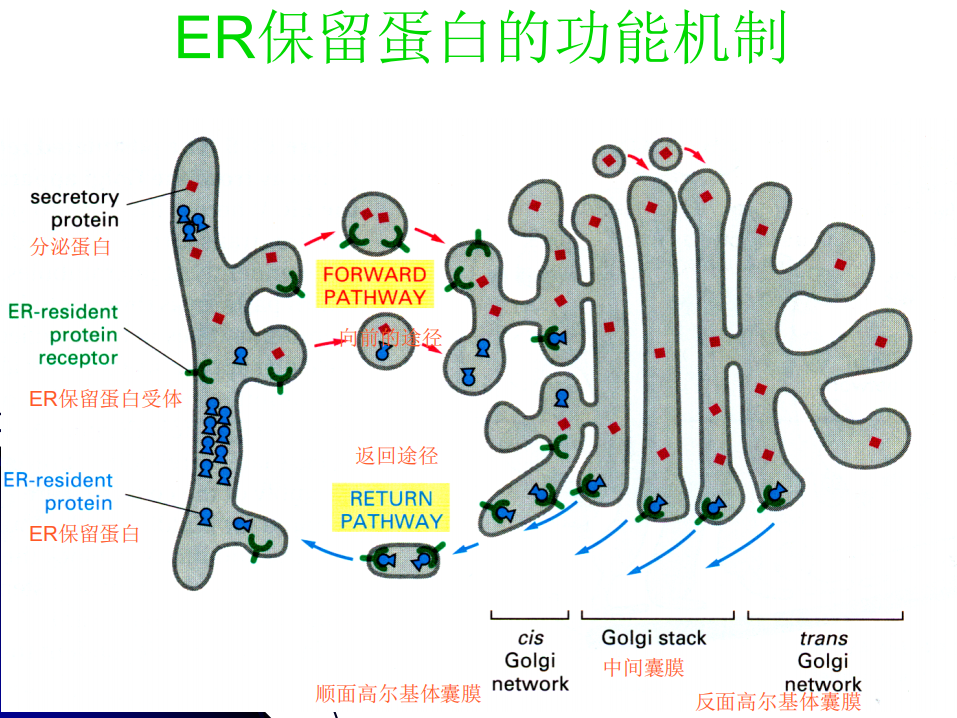 ER保留蛋白的功能机制
secretory
protein
分泌蛋白
FORWARD
PATHWAY
向前的途径
ER-resident
protein
receptor
ER保留蛋白受体
返回途径
ER-resident
protein
ER保留蛋白
RETURN
PATHWAY
cis
Golgi
network
顺面高尔基体囊膜
Golgi stack
中间囊膜
trans
Golgi
network
反面高尔基体囊膜